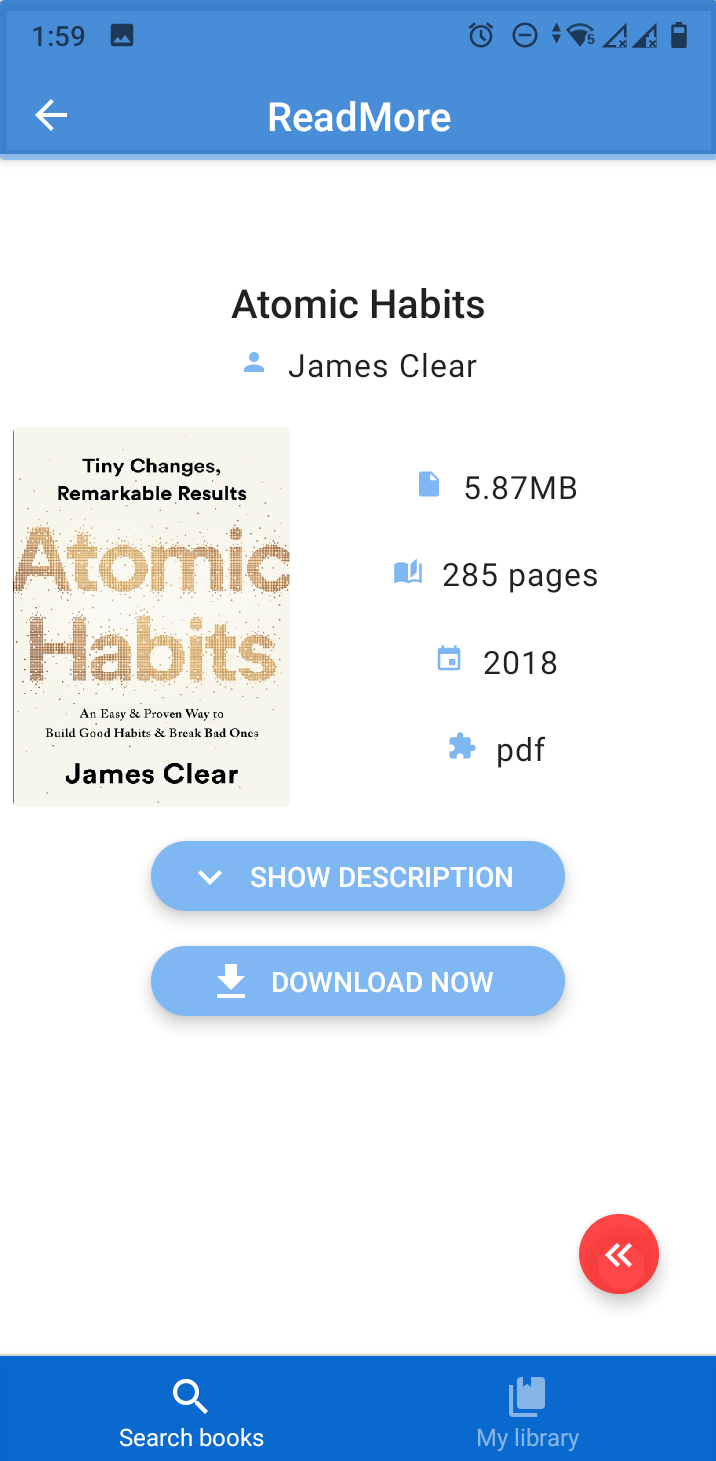 1:59
5
ReadMore
Atomic Habits
James Clear
Tiny Changes,
Remarkable Results
Atomic
Habits
An Easy & Proven Way to
Build Good Habits & Break Bad Ones
James Clear
5.87MB
285 pages
2018
pdf
SHOW DESCRIPTION
DOWNLOAD NOW
Search books
My library